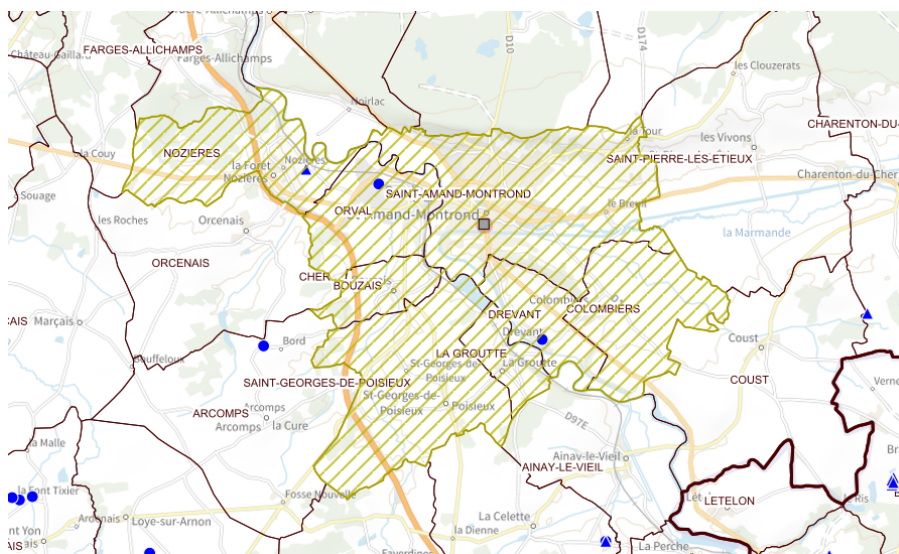 Château-Gaillard
FARGES-ALLICHAMPS
Farges-Allichamps
D10
D174
les Clouzerats
Noirlac
la Tour
les Vivons
CHARENTON-DU-
la Couy
NOZIERES
Nozières
la Forêt
Nozières
SAINT-PIERRE-LES-ETIEUX
Charenton-du-Cher
Souage
SAINT-AMAND-MONTROND
les Roches
Orcenais
ORVAL
Amand-Montrond
le Breuil
la Marmande
ORCENAIS
CHER
BOUZAIS
Colombiers
COLOMBIERS
DREVANT
Drevant
Marçais
Bord
Bouffeloux
Coust
COUST
LA GROUTTE
La Groutte
St-Georges-de-
Poisieux
SAINT-GEORGES-DE-POISIEUX
St-Georges-de-
Poisieux
Poisieux
ARCOMPS
Arcomps
Arcomps
la Cure
D97E
Verne
la Malle
Ainay-le-Vieil
AINAY-LE-VIEIL
la Font Tixier
Fosse Nouvelle
LETELON
Ardenais
Loye-sur-Arnon
La Celette
la Dienne
La Perche
Faverdines